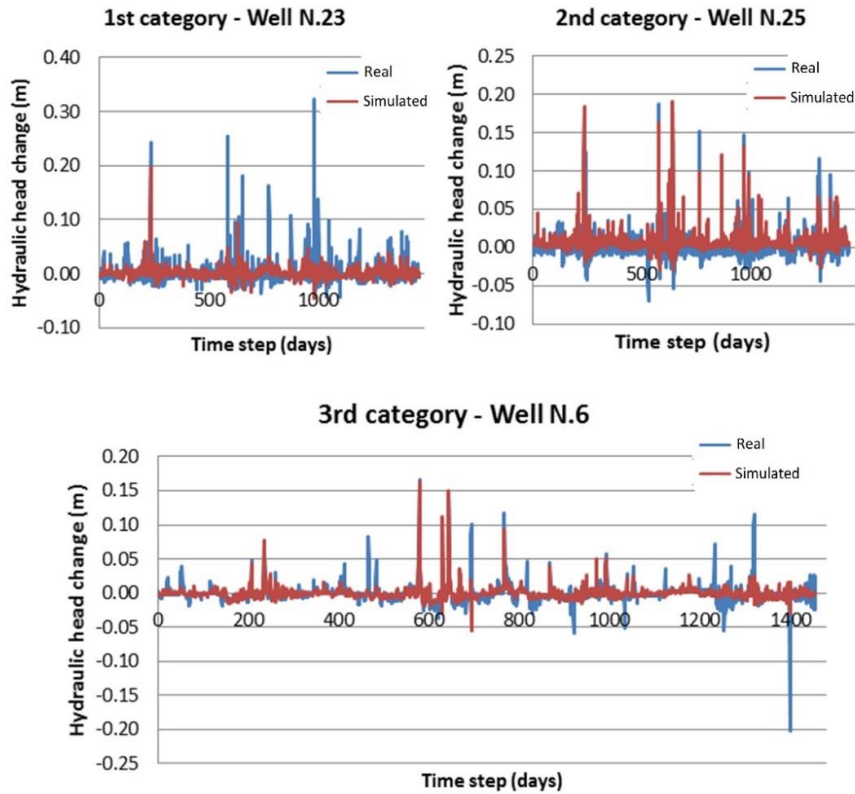 1st category - Well N.23
Hydraulic head change (m)
0.40
0.30
0.20
0.10
0.00
-0.10
0
500
1000
Real
Simulated
Time step (days)
2nd category - Well N.25
Hydraulic head change (m)
0.25
0.20
0.15
0.10
0.05
0.00
-0.05
-0.10
0
500
1000
Real
Simulated
Time step (days)
3rd category - Well N.6
Hydraulic head change (m)
0.20
0.15
0.10
0.05
0.00
-0.05
-0.10
-0.15
-0.20
-0.25
0
200
400
600
800
1000
1200
1400
Real
Simulated
Time step (days)